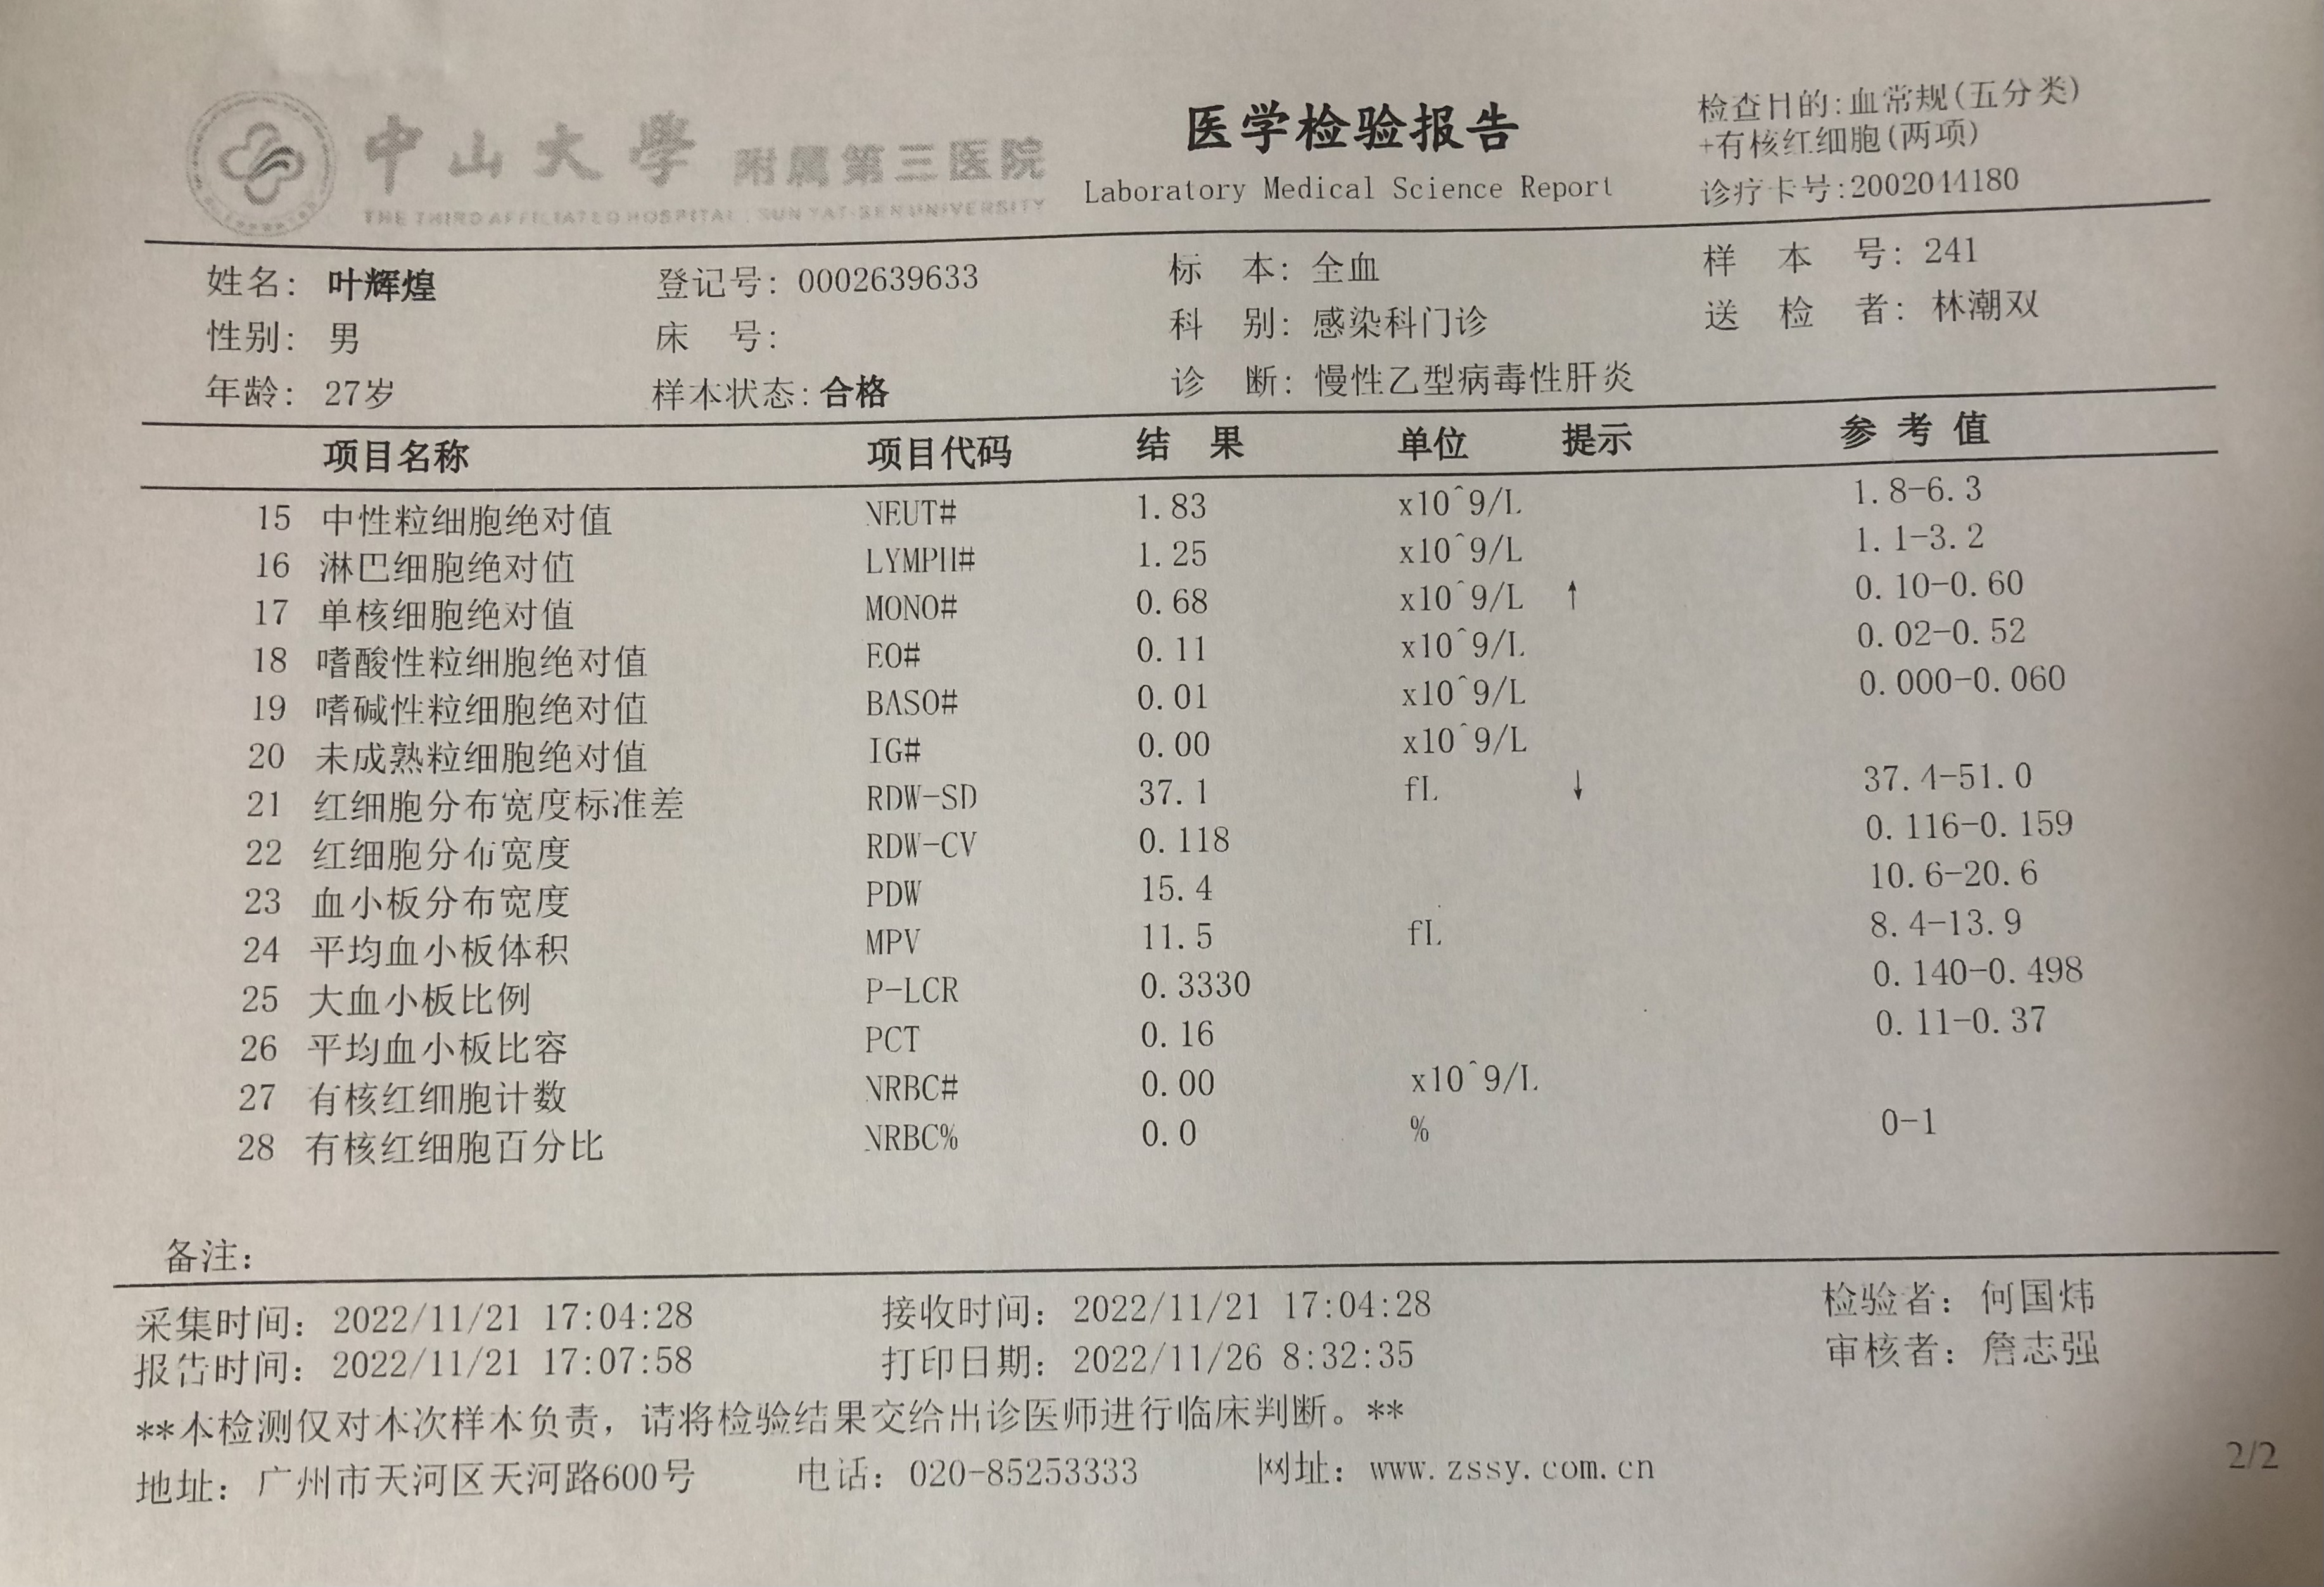 中山大學 附属第三医院
THE THIRD AFFILIATED HOSPITAL, SUN YAT-SEN UNIVERSITY
医学检验报告
Laboratory Medical Science Report
检查目的:血常规(五分类)
+有核红细胞(两项)
诊疗卡号:2002044180
姓名: 叶辉煌 登记号: 0002639633 标 本: 全血 样 本 号: 241
性别: 男 床 号: 科 别: 感染科门诊 送 检 者: 林潮双
年龄: 27岁 样本状态: 合格 诊 断: 慢性乙型病毒性肝炎
项目名称 项目代码 结 果 单位 提示 参 考 值
15 中性粒细胞绝对值 NEUT# 1.83 x10^9/L 1.8-6.3
16 淋巴细胞绝对值 LYMPH# 1.25 x10^9/L 1.1-3.2
17 单核细胞绝对值 MONO# 0.68 x10^9/L ↑ 0.10-0.60
18 嗜酸性粒细胞绝对值 EO# 0.11 x10^9/L 0.02-0.52
19 嗜碱性粒细胞绝对值 BASO# 0.01 x10^9/L 0.000-0.060
20 未成熟粒细胞绝对值 IG# 0.00 x10^9/L
21 红细胞分布宽度标准差 RDW-SD 37.1 fL ↓ 37.4-51.0
22 红细胞分布宽度 RDW-CV 0.118 0.116-0.159
23 血小板分布宽度 PDW 15.4 10.6-20.6
24 平均血小板体积 MPV 11.5 fL 8.4-13.9
25 大血小板比例 P-LCR 0.3330 0.140-0.498
26 平均血小板比容 PCT 0.16 0.11-0.37
27 有核红细胞计数 NRBC# 0.00 x10^9/L
28 有核红细胞百分比 NRBC% 0.0 % 0-1
备注:
采集时间: 2022/11/21 17:04:28 接收时间: 2022/11/21 17:04:28 检验者: 何国炜
报告时间: 2022/11/21 17:07:58 打印日期: 2022/11/26 8:32:35 审核者: 詹志强
**本检测仅对本次样本负责，请将检验结果交给出诊医师进行临床判断。**
地址: 广州市天河区天河路600号 电话: 020-85253333 网址: www.zssy.com.cn
2/2